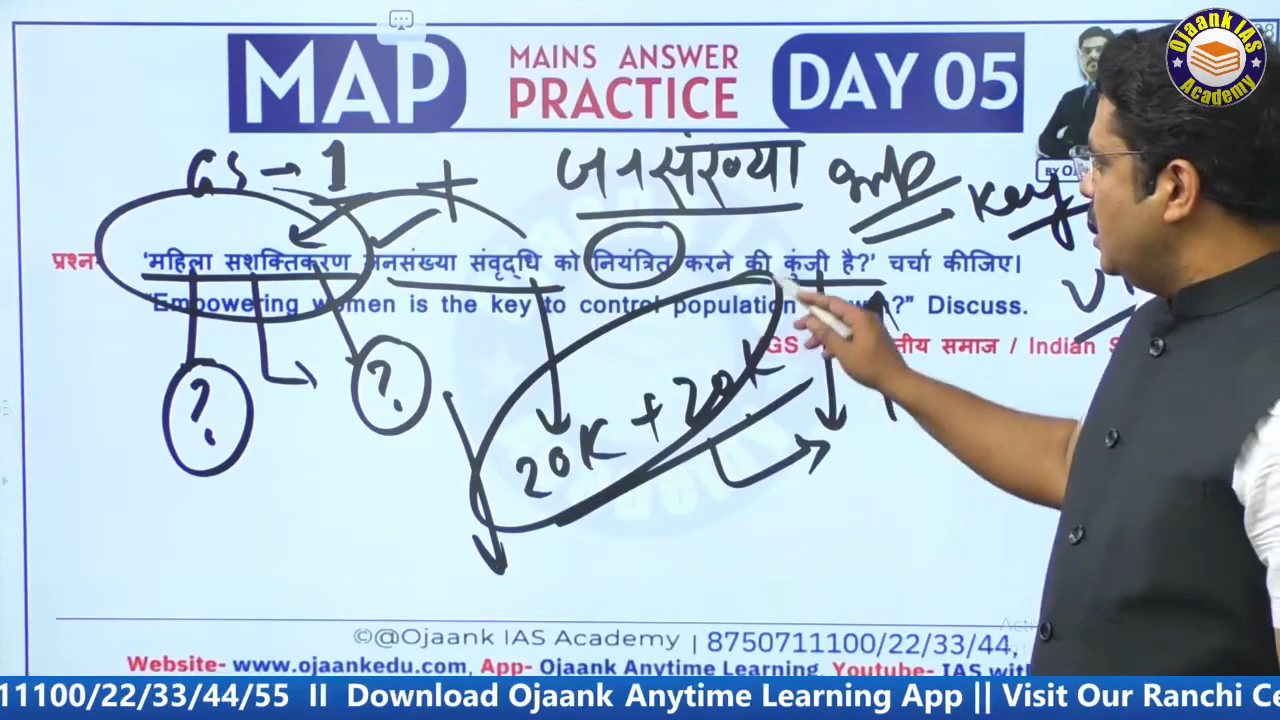 Ojaank IAS
Academy
MAP
MAINS ANSWER
PRACTICE
DAY 05
GS → 1
+
जनसंख्या
Key
प्रश्न
'महिला सशक्तिकरण जनसंख्या संवृद्धि को नियंत्रित करने की कुंजी है?' चर्चा कीजिए।
"Empowering women is the key to control population ?" Discuss.
GS समाज / Indian
?
?
20K + 20K
©@Ojaank IAS Academy | 8750711100/22/33/44,
Website- www.ojaankedu.com, App- Ojaank Anytime Learning, Youtube- IAS with
11100/22/33/44/55 II Download Ojaank Anytime Learning App || Visit Our Ranchi Ce